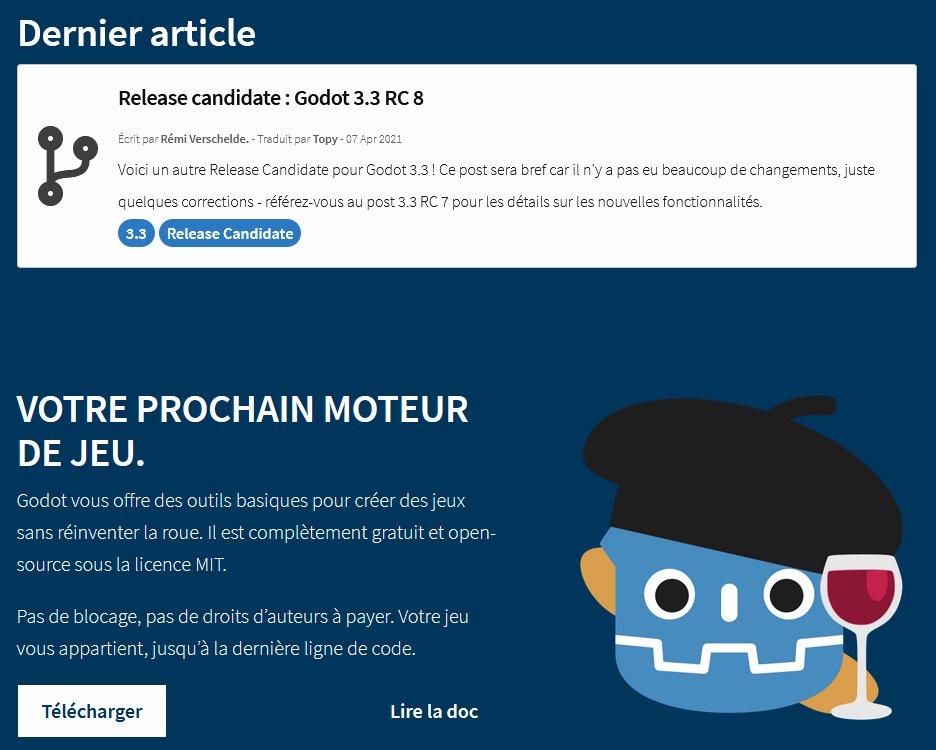 Dernier article
Release candidate : Godot 3.3 RC 8
Écrit par Rémi Verschelde. - Traduit par Topy - 07 Apr 2021
Voici un autre Release Candidate pour Godot 3.3 ! Ce post sera bref car il n'y a pas eu beaucoup de changements, juste
quelques corrections - référez-vous au post 3.3 RC 7 pour les détails sur les nouvelles fonctionnalités.
3.3 Release Candidate
VOTRE PROCHAIN MOTEUR
DE JEU.
Godot vous offre des outils basiques pour créer des jeux
sans réinventer la roue. Il est complètement gratuit et open-
source sous la licence MIT.
Pas de blocage, pas de droits d’auteurs à payer. Votre jeu
vous appartient, jusqu’à la dernière ligne de code.
Télécharger Lire la doc